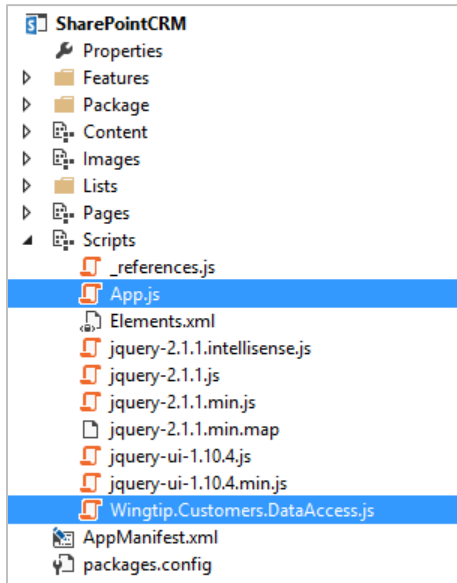 SharePointCRM
Properties
Features
Package
Content
Images
Lists
Pages
Scripts
_references.js
App.js
Elements.xml
jquery-2.1.1.intellisense.js
jquery-2.1.1.js
jquery-2.1.1.min.js
jquery-2.1.1.min.map
jquery-ui-1.10.4.js
jquery-ui-1.10.4.min.js
Wingtip.Customers.DataAccess.js
AppManifest.xml
packages.config